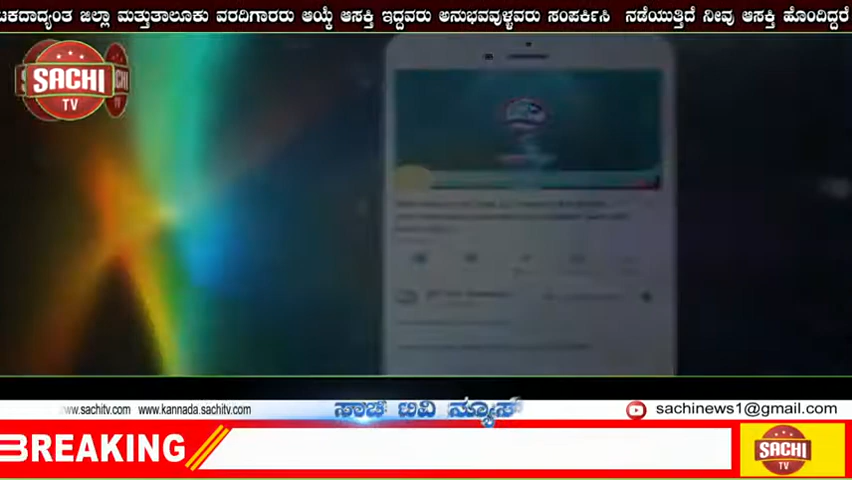 ಟಕದಾದ್ಯಂತ ಜಿಲ್ಲಾ ಮತ್ತುತಾಲೂಕು ವರದಿಗಾರರು ಆಯ್ಕೆ ಆಸಕ್ತಿ ಇದ್ದವರು ಅನುಭವವುಳ್ಳವರು ಸಂಪರ್ಕಿಸಿ ನಡೆಯುತ್ತಿದೆ ನೀವು ಆಸಕ್ತಿ ಹೊಂದಿದ್ದರೆ
SACHI
TV
www.sachitv.com www.kannada.sachitv.com ಸಾಚಿ ಟಿವಿ ನ್ಯೂಸ್ sachinews1@gmail.com
BREAKING
SACHI
TV